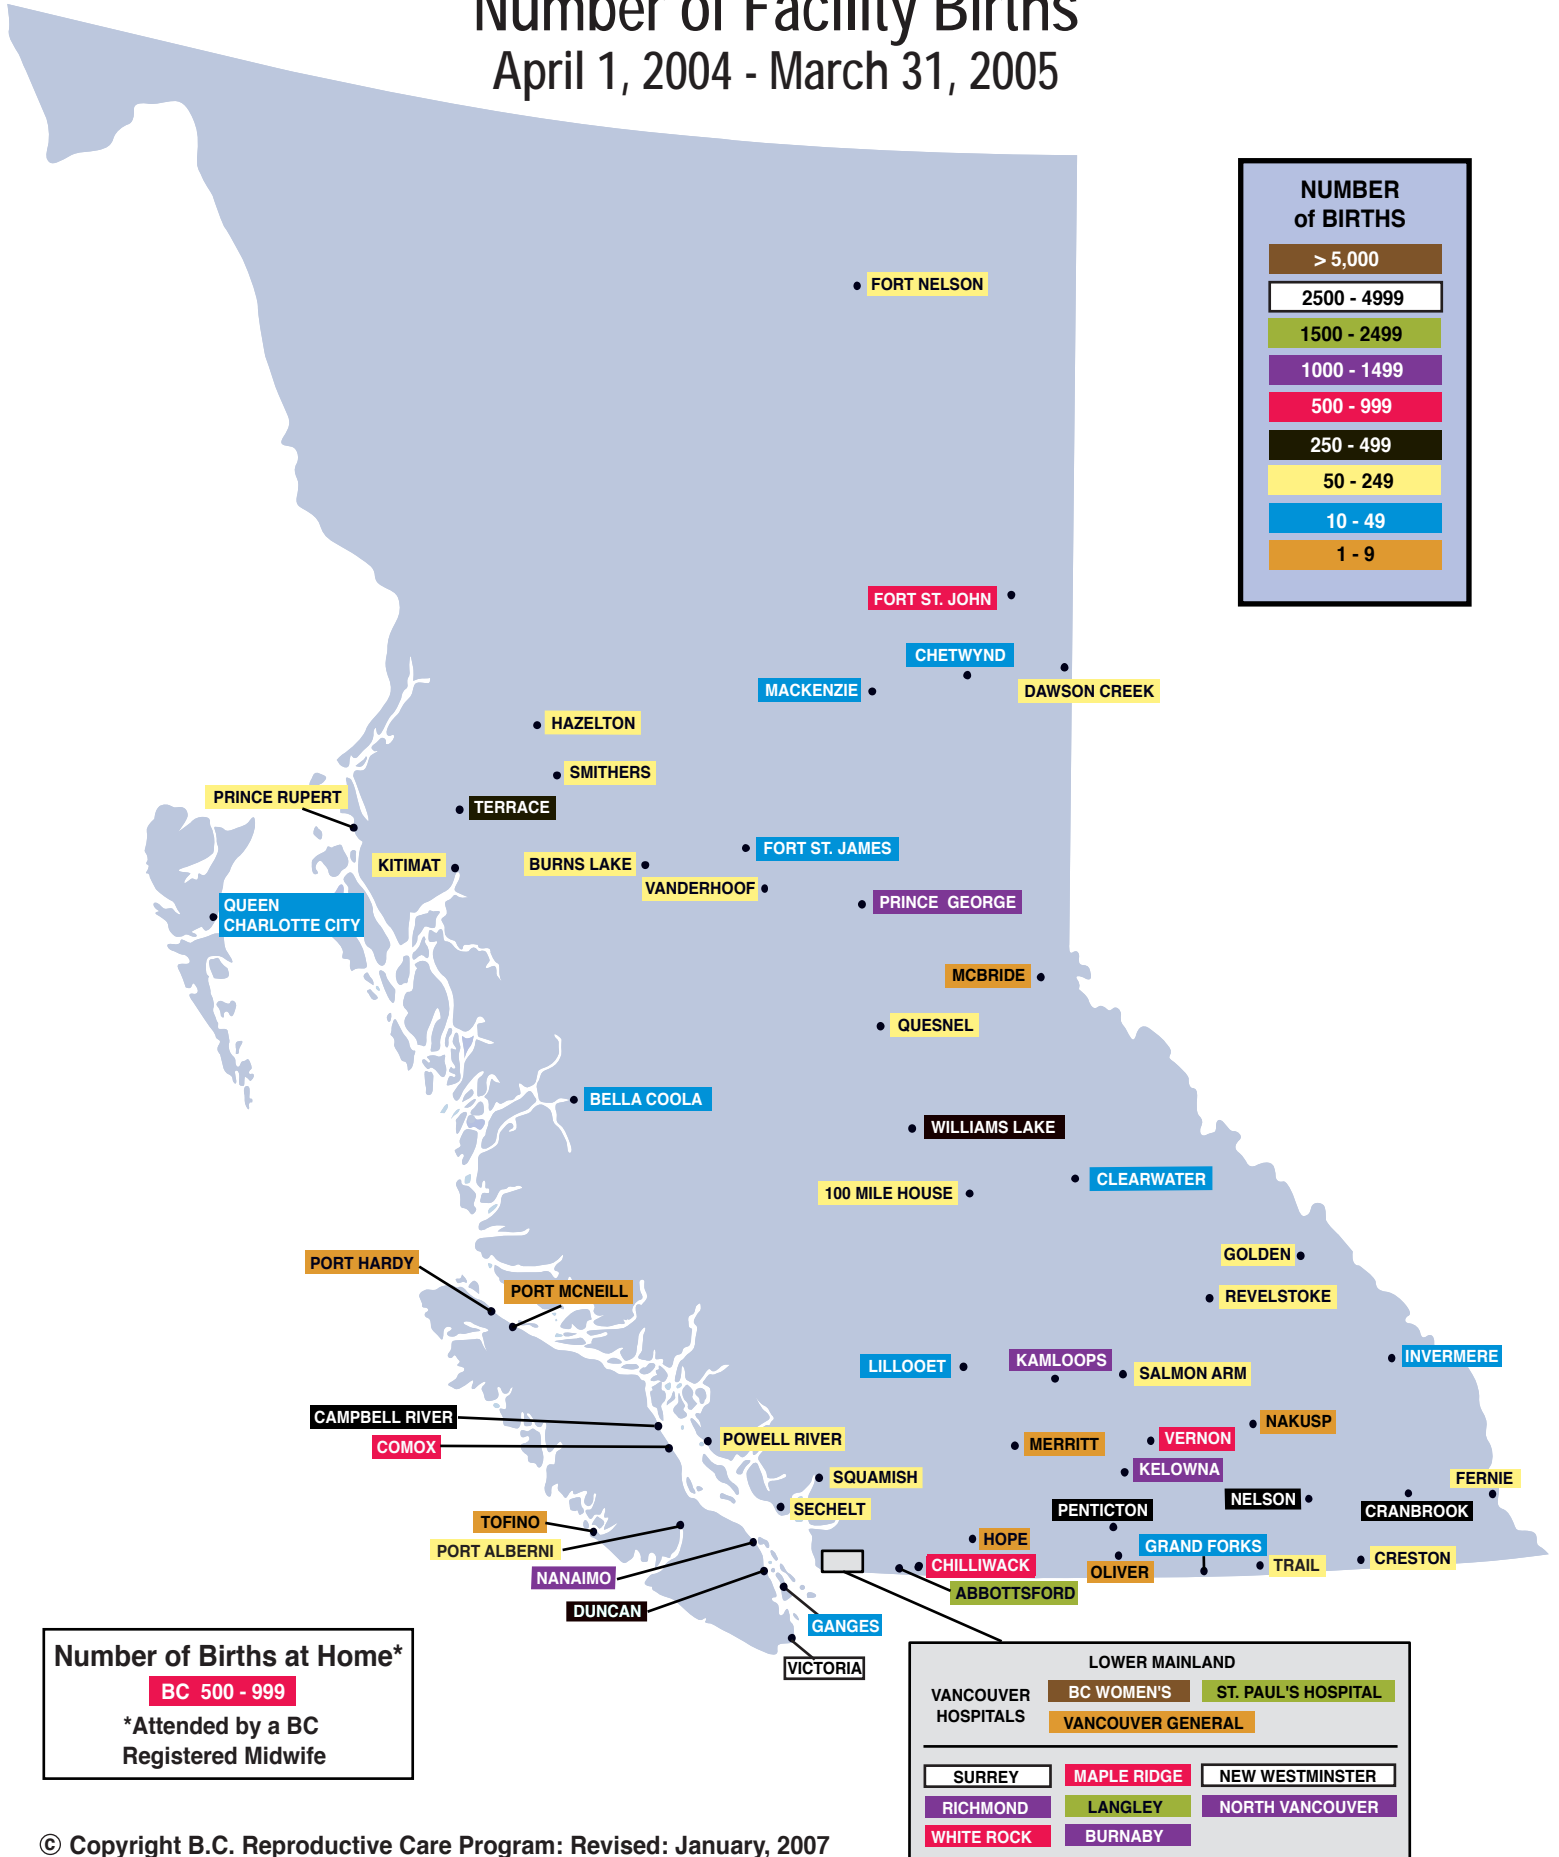 Number of Facility Births
April 1, 2004 - March 31, 2005
NUMBER
of BIRTHS
> 5,000
2500 - 4999
1500 - 2499
1000 - 1499
500 - 999
250 - 499
50 - 249
10 - 49
1 - 9
FORT NELSON
FORT ST. JOHN
CHETWYND
MACKENZIE
DAWSON CREEK
HAZELTON
SMITHERS
PRINCE RUPERT
TERRACE
FORT ST. JAMES
KITIMAT
BURNS LAKE
VANDERHOOF
QUEEN
CHARLOTTE CITY
PRINCE GEORGE
MCBRIDE
QUESNEL
BELLA COOLA
WILLIAMS LAKE
CLEARWATER
100 MILE HOUSE
GOLDEN
PORT HARDY
PORT MCNEILL
REVELSTOKE
LILLOOET
KAMLOOPS
SALMON ARM
INVERMERE
CAMPBELL RIVER
COMOX
POWELL RIVER
NAKUSP
MERRITT
VERNON
KELOWNA
SQUAMISH
FERNIE
SECHELT
PENTICTON
NELSON
CRANBROOK
TOFINO
PORT ALBERNI
HOPE
GRAND FORKS
NANAIMO
CHILLIWACK
OLIVER
TRAIL
CRESTON
ABBOTTSFORD
DUNCAN
GANGES
VICTORIA
Number of Births at Home*
BC 500 - 999
*Attended by a BC
Registered Midwife
LOWER MAINLAND
VANCOUVER
HOSPITALS
BC WOMEN'S
ST. PAUL'S HOSPITAL
VANCOUVER GENERAL
SURREY
MAPLE RIDGE
NEW WESTMINSTER
RICHMOND
LANGLEY
NORTH VANCOUVER
WHITE ROCK
BURNABY
© Copyright B.C. Reproductive Care Program: Revised: January, 2007